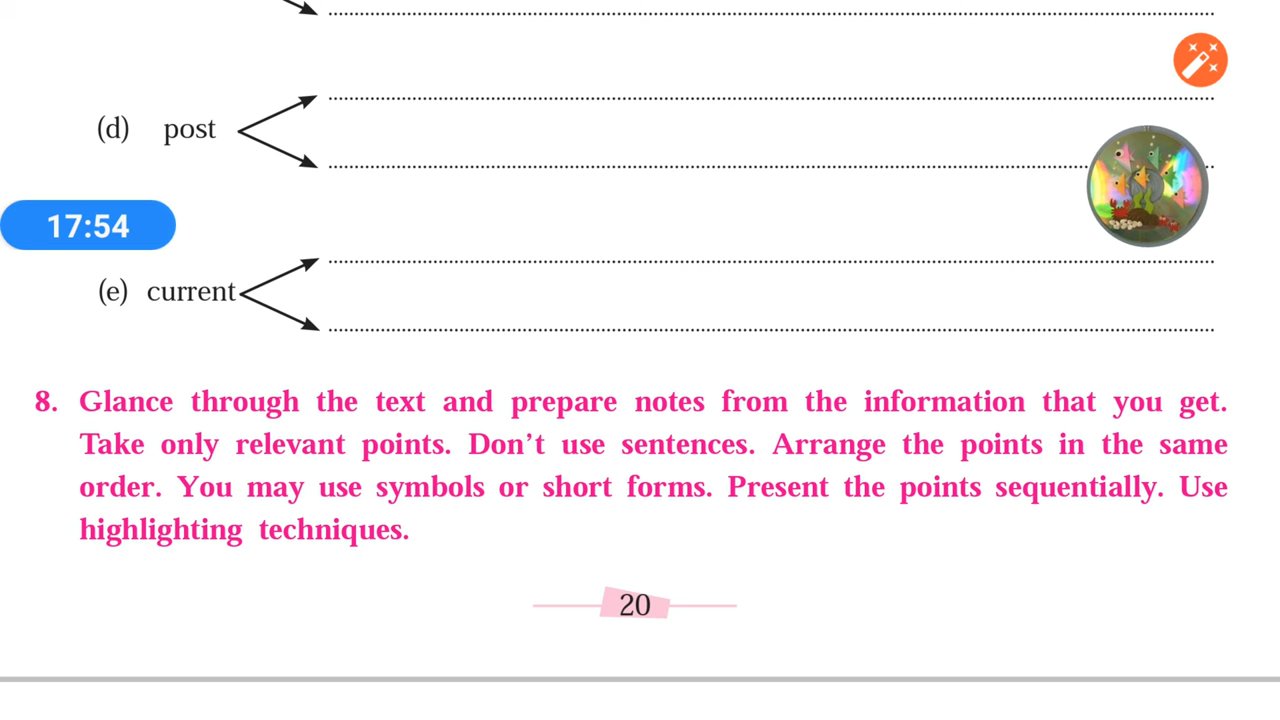 (d) post
17:54
(e) current
8. Glance through the text and prepare notes from the information that you get.
Take only relevant points. Don't use sentences. Arrange the points in the same
order. You may use symbols or short forms. Present the points sequentially. Use
highlighting techniques.
20